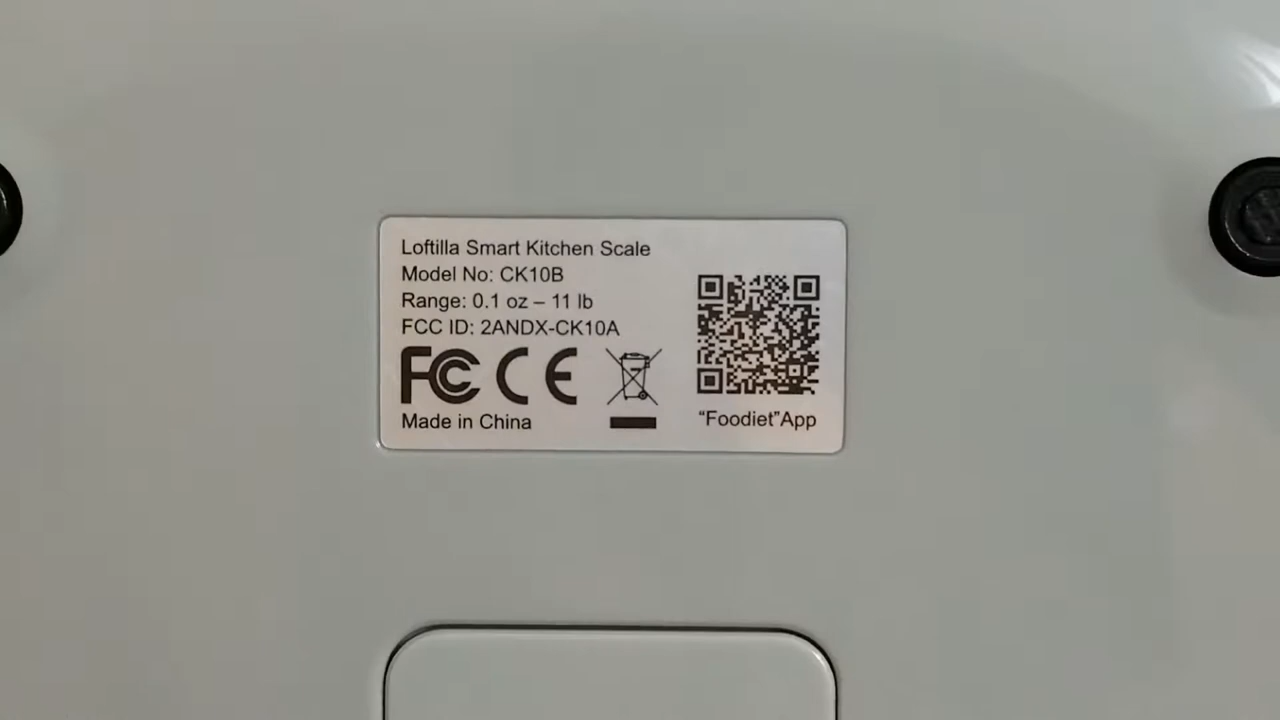 Loftilla Smart Kitchen Scale
Model No: CK10B
Range: 0.1 oz – 11 lb
FCC ID: 2ANDX-CK10A
FC CE
Made in China
“Foodiet”App